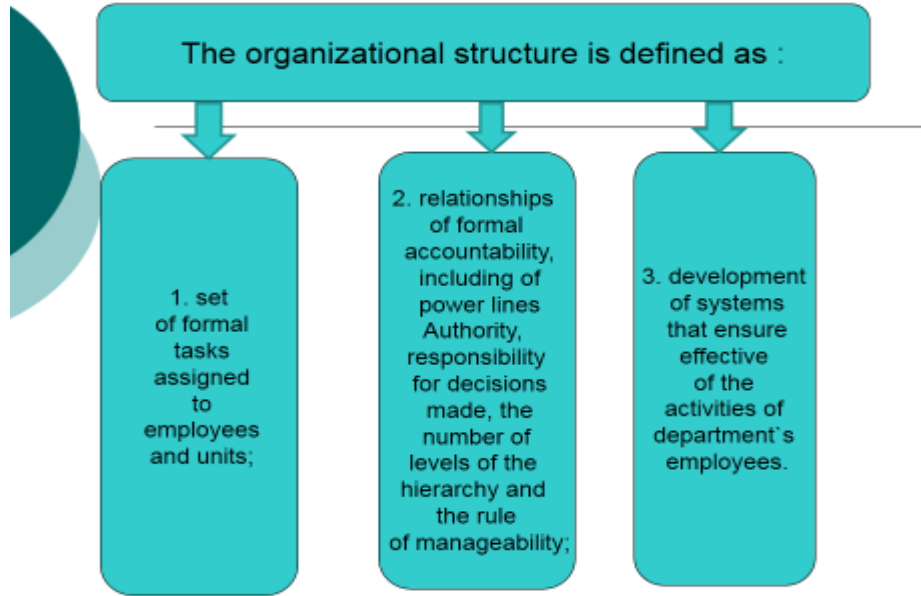 The organizational structure is defined as :
1. set
of formal
tasks
assigned
to
employees
and units;
2. relationships
of formal
accountability,
including of
power lines
Authority,
responsibility
for decisions
made, the
number of
levels of the
hierarchy and
the rule
of manageability;
3. development
of systems
that ensure
effective
of the
activities of
department`s
employees.